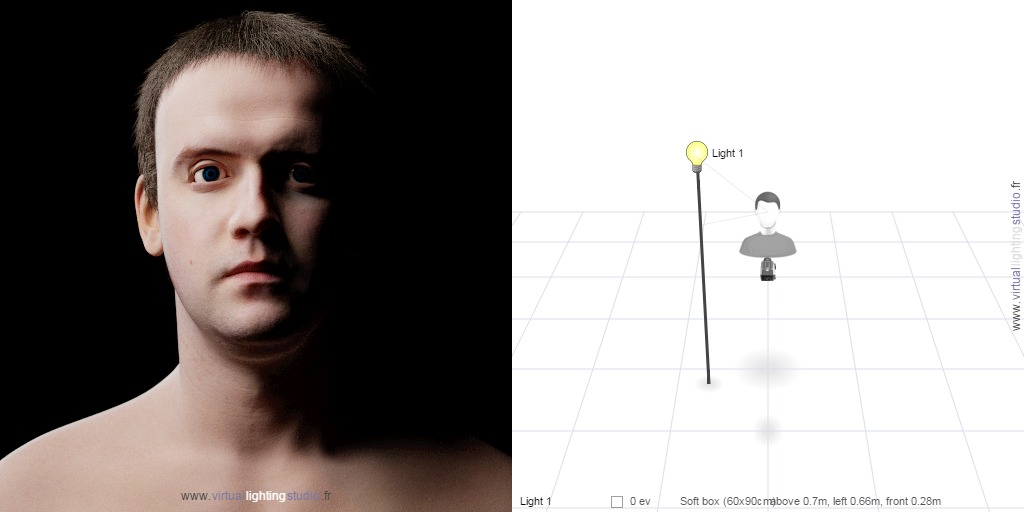 www.virtuallightingstudio.fr
Light 1
www.virtuallightingstudio.fr
Light 1
0 ev
Soft box (60x90cm)
above 0.7m, left 0.66m, front 0.28m